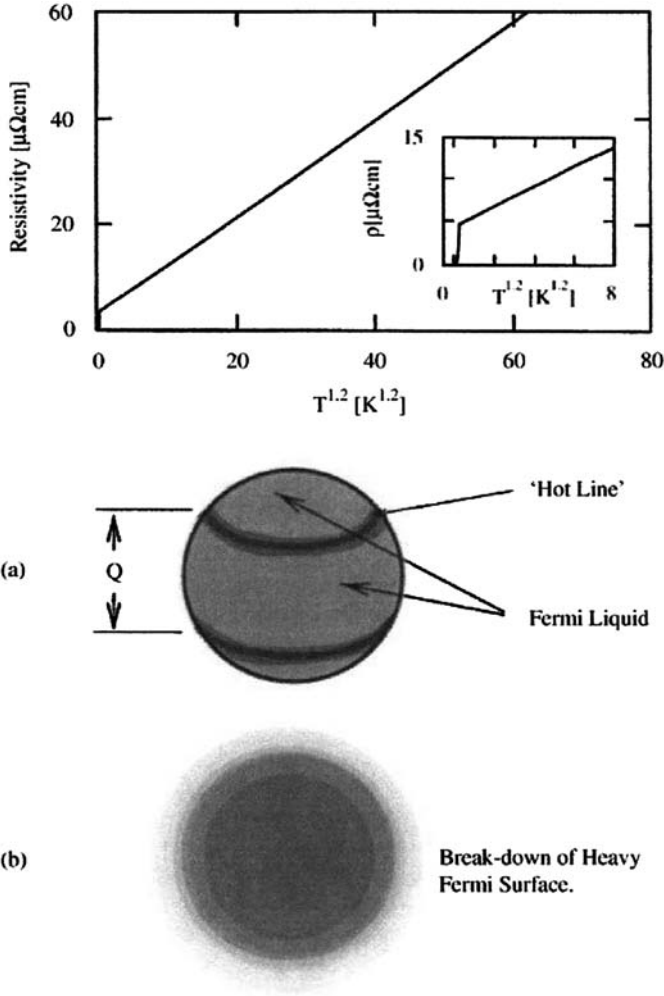 60
40
20
0
Resistivity [μΩcm]
0 20 40 60 80
T^1.2 [K^1.2]
15
0
ρ[μΩcm]
0 T^1.2 [K^1.2] 8
(a)
Q
'Hot Line'
Fermi Liquid
(b)
Break-down of Heavy
Fermi Surface.